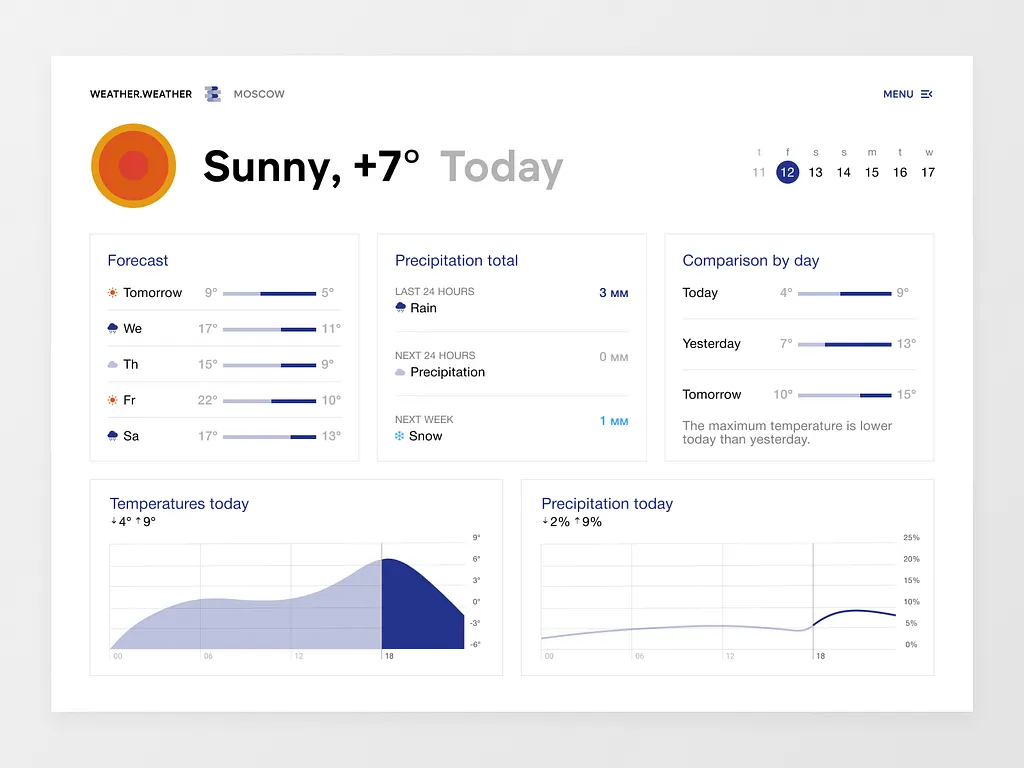 WEATHER.WEATHER MOSCOW MENU
Sunny, +7° Today
t f s s m t w
11 12 13 14 15 16 17
Forecast
Tomorrow 9° 5°
We 17° 11°
Th 15° 9°
Fr 22° 10°
Sa 17° 13°
Precipitation total
LAST 24 HOURS
Rain 3 мм
NEXT 24 HOURS
Precipitation 0 мм
NEXT WEEK
Snow 1 мм
Comparison by day
Today 4° 9°
Yesterday 7° 13°
Tomorrow 10° 15°
The maximum temperature is lower
today than yesterday.
Temperatures today
↓4° ↑9°
9°
6°
3°
0°
-3°
-6°
00 06 12 18
Precipitation today
↓2% ↑9%
25%
20%
15%
10%
5%
0%
00 06 12 18